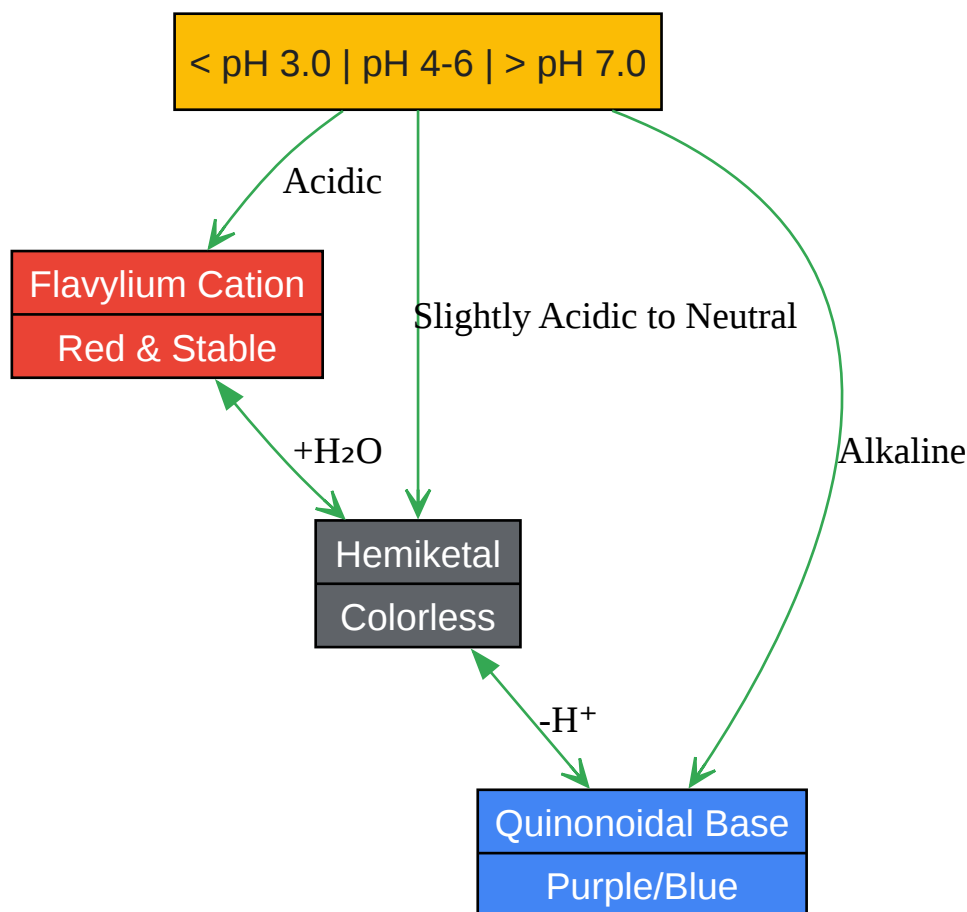 < pH 3.0 | pH 4-6 | > pH 7.0
Acidic
Flavylium Cation
Red & Stable
Slightly Acidic to Neutral
Alkaline
+H₂O
Hemiketal
Colorless
-H⁺
Quinonoidal Base
Purple/Blue